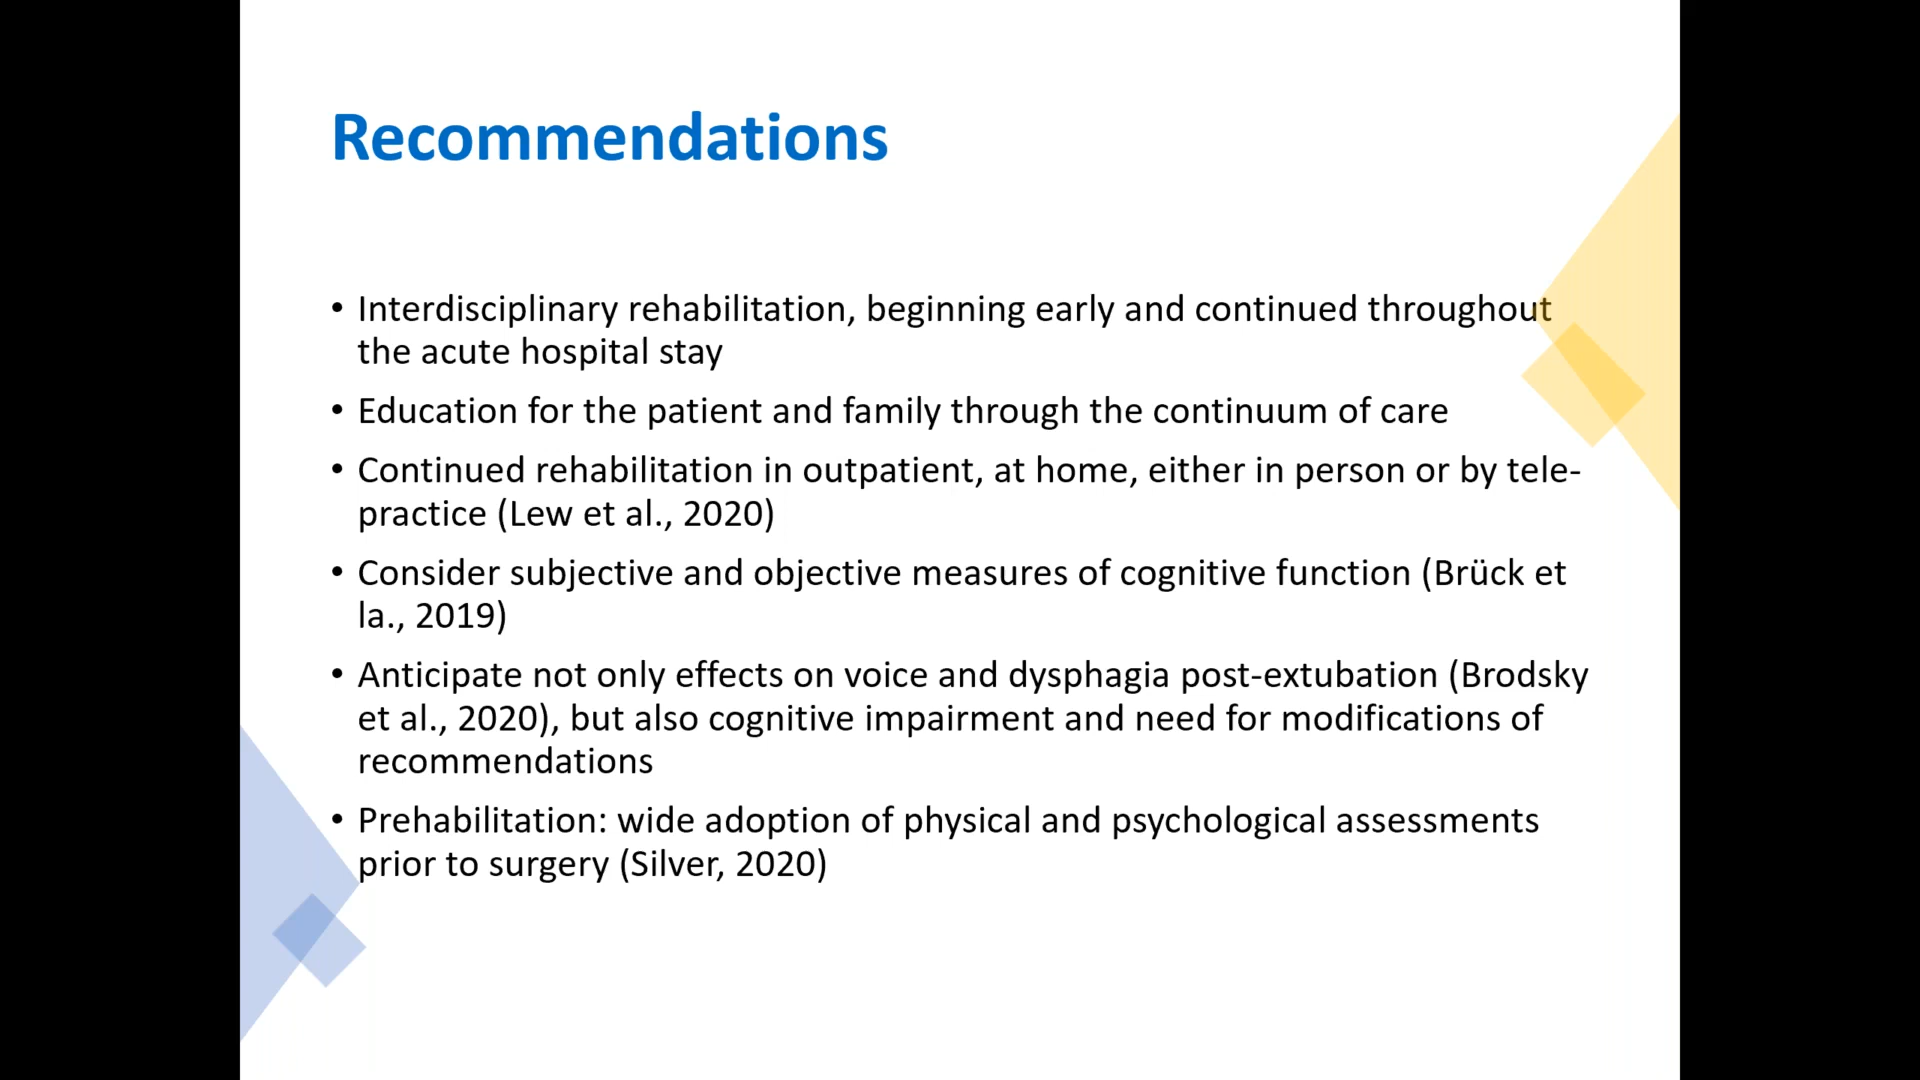 Recommendations
• Interdisciplinary rehabilitation, beginning early and continued throughout
the acute hospital stay
• Education for the patient and family through the continuum of care
• Continued rehabilitation in outpatient, at home, either in person or by tele-
practice (Lew et al., 2020)
• Consider subjective and objective measures of cognitive function (Brück et
la., 2019)
• Anticipate not only effects on voice and dysphagia post-extubation (Brodsky
et al., 2020), but also cognitive impairment and need for modifications of
recommendations
• Prehabilitation: wide adoption of physical and psychological assessments
prior to surgery (Silver, 2020)